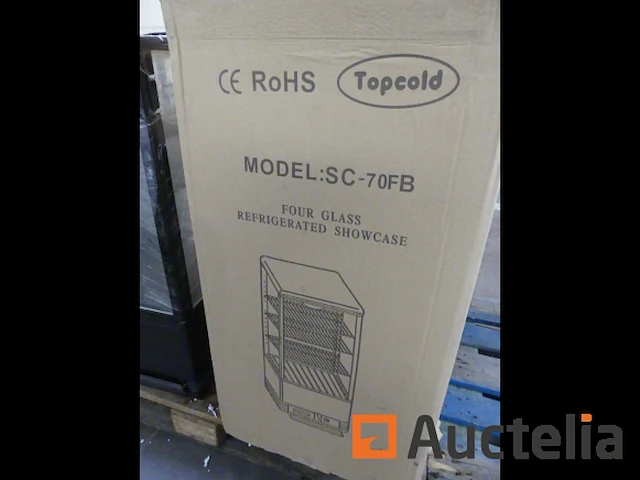 CE RoHS Topcold
MODEL:SC-70FB
FOUR GLASS
REFRIGERATED SHOWCASE
Auctelia